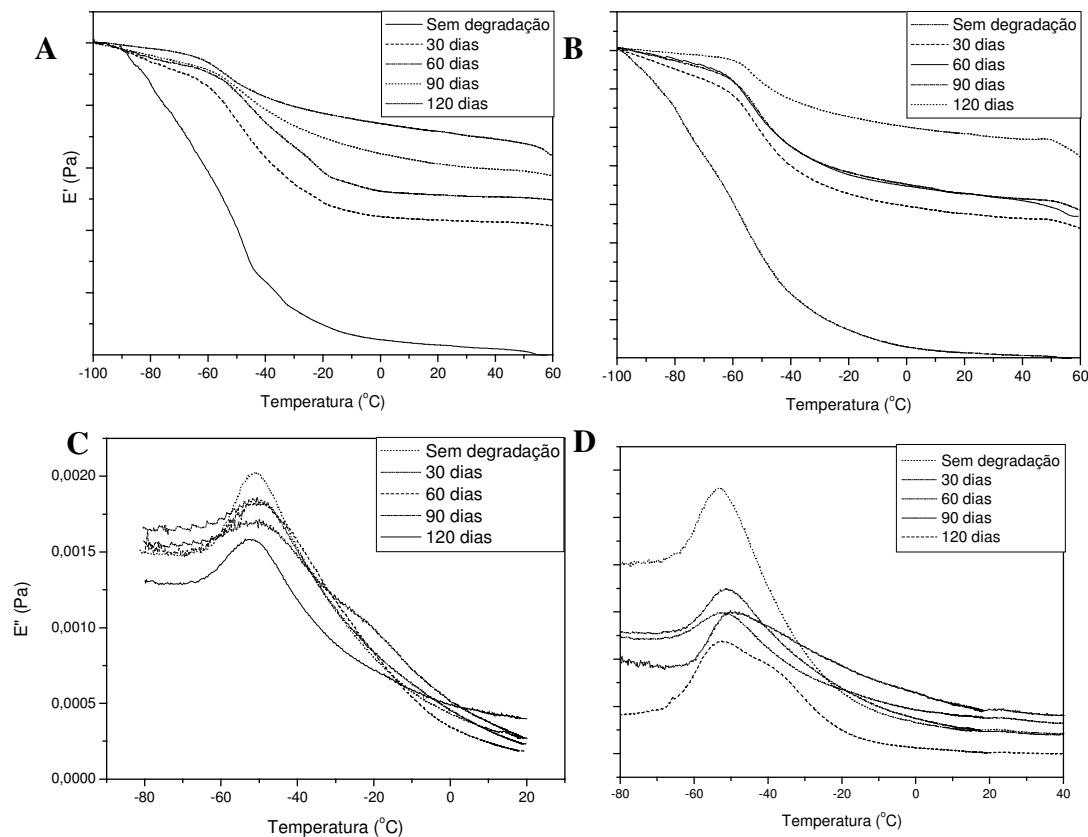 A
Sem degradação
30 dias
60 dias
90 dias
120 dias
E' (Pa)
-100 -80 -60 -40 -20 0 20 40 60
Temperatura (°C)
B
Sem degradação
30 dias
60 dias
90 dias
120 dias
-100 -80 -60 -40 -20 0 20 40 60
Temperatura (°C)
C
Sem degradação
30 dias
60 dias
90 dias
120 dias
0,0020
0,0015
0,0010
0,0005
0,0000
E'' (Pa)
-80 -60 -40 -20 0 20
Temperatura (°C)
D
Sem degradação
30 dias
60 dias
90 dias
120 dias
-80 -60 -40 -20 0 20 40
Temperatura (°C)